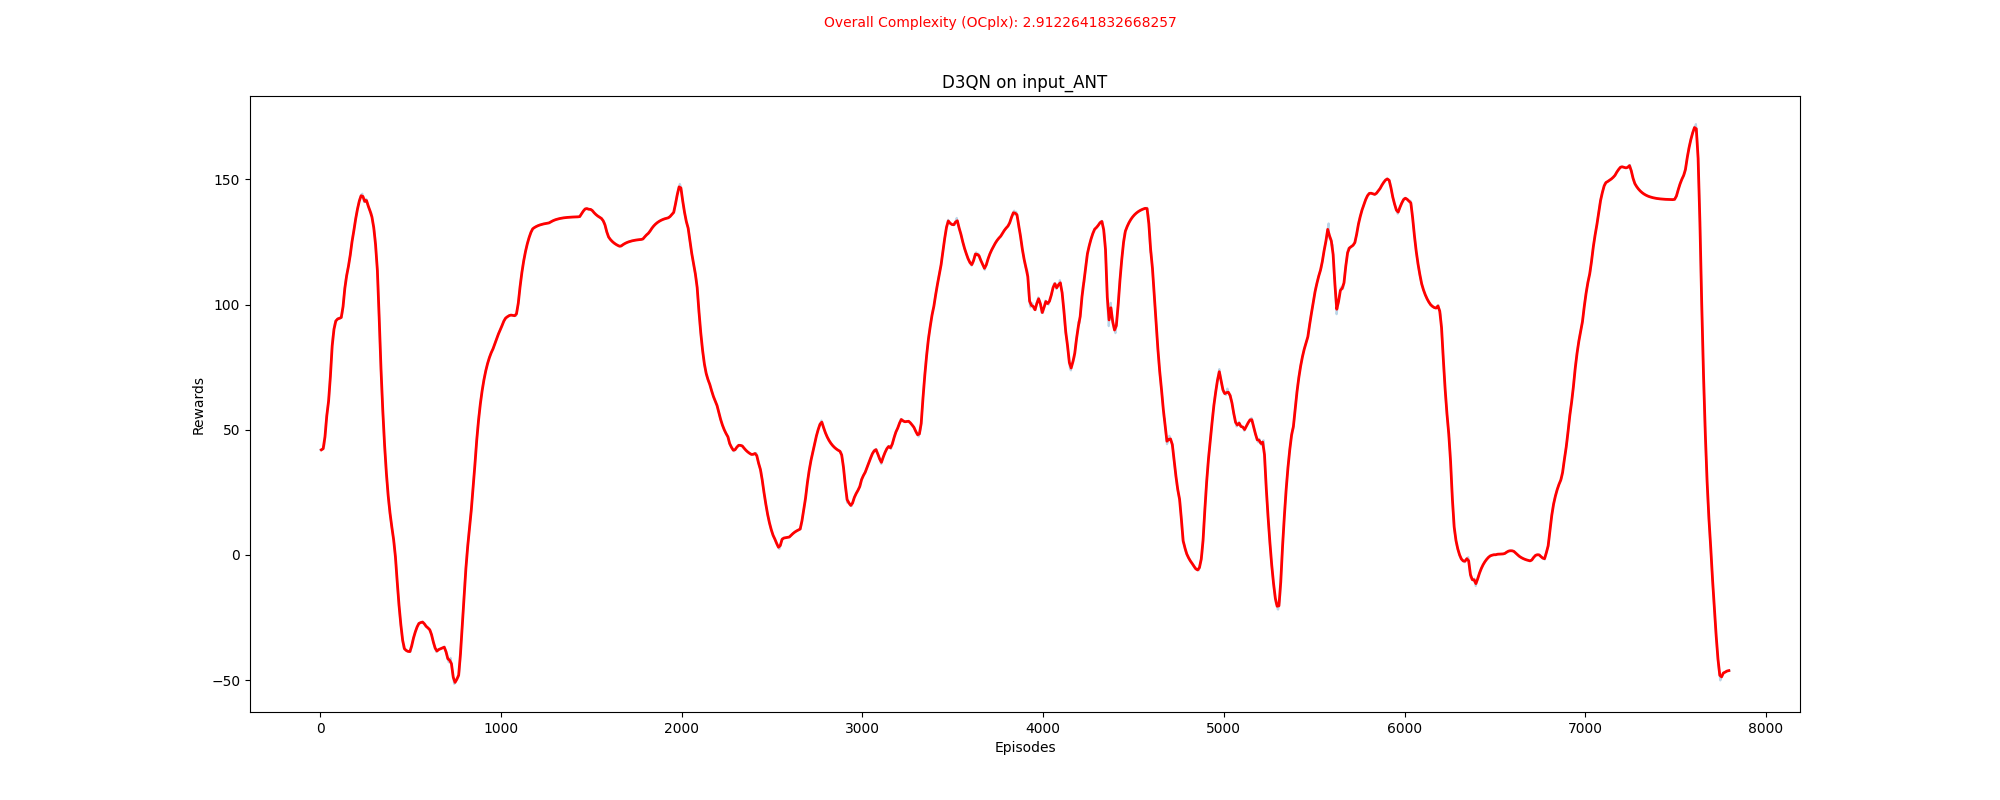 Overall Complexity (OCplx): 2.9122641832668257
D3QN on input_ANT
Rewards
150
100
50
0
−50
0 1000 2000 3000 4000 5000 6000 7000 8000
Episodes